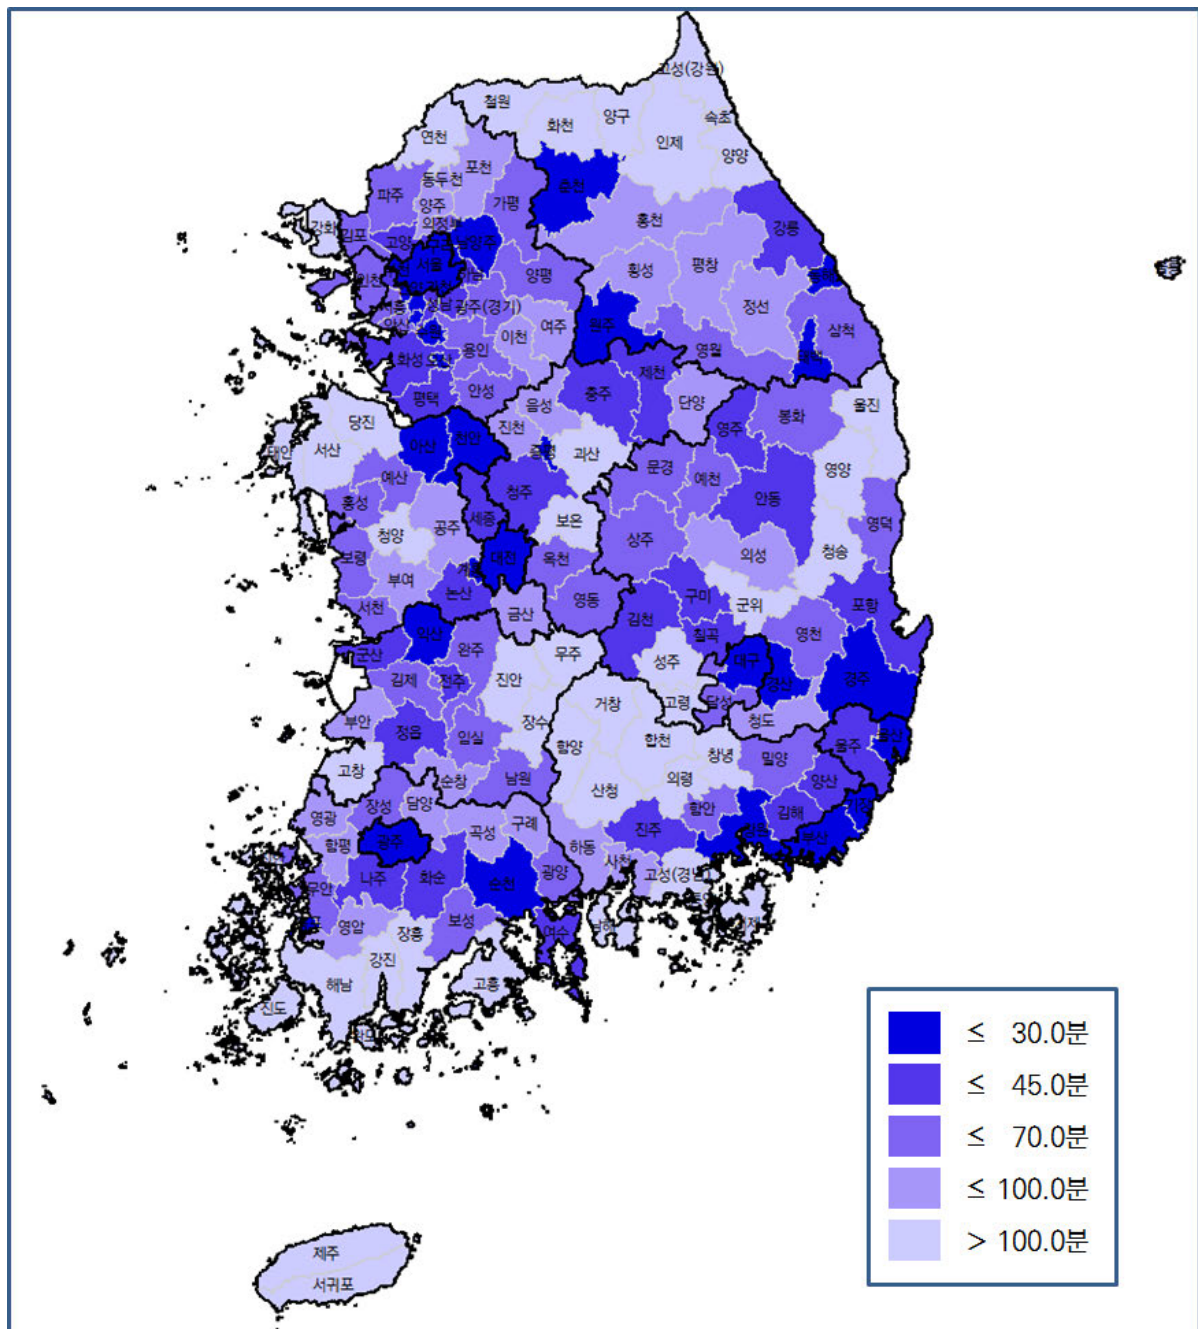 고성(강원)
철원
화천
양구
속초
인제
연천
양양
포천
동두천
춘천
파주
양주
가평
의정부
홍천
강릉
강화
김포
고양
남양주
서울
횡성
평창
양평
인천
정선
광주(경기)
여주
원주
삼척
이천
영월
태백
용인
화성
제천
안성
평택
충주
단양
음성
봉화
울진
당진
진천
영주
아산
천안
서산
태안
증평
괴산
문경
영양
예산
예천
청주
안동
홍성
세종
보은
공주
영덕
청양
상주
의성
청송
대전
옥천
보령
부여
논산
영동
구미
군위
포항
서천
금산
김천
익산
칠곡
영천
군산
완주
무주
성주
대구
김제
전주
진안
경산
경주
거창
고령
달성
부안
장수
청도
정읍
임실
합천
울산
함양
창녕
밀양
울주
고창
의령
순창
남원
산청
양산
장성
담양
함안
김해
영광
구례
곡성
진주
부산
광주
함평
하동
사천
나주
화순
순천
광양
고성(경남)
무안
영암
보성
장흥
여수
남해
강진
해남
고흥
진도
제주
서귀포
≤ 30.0분
≤ 45.0분
≤ 70.0분
≤ 100.0분
> 100.0분